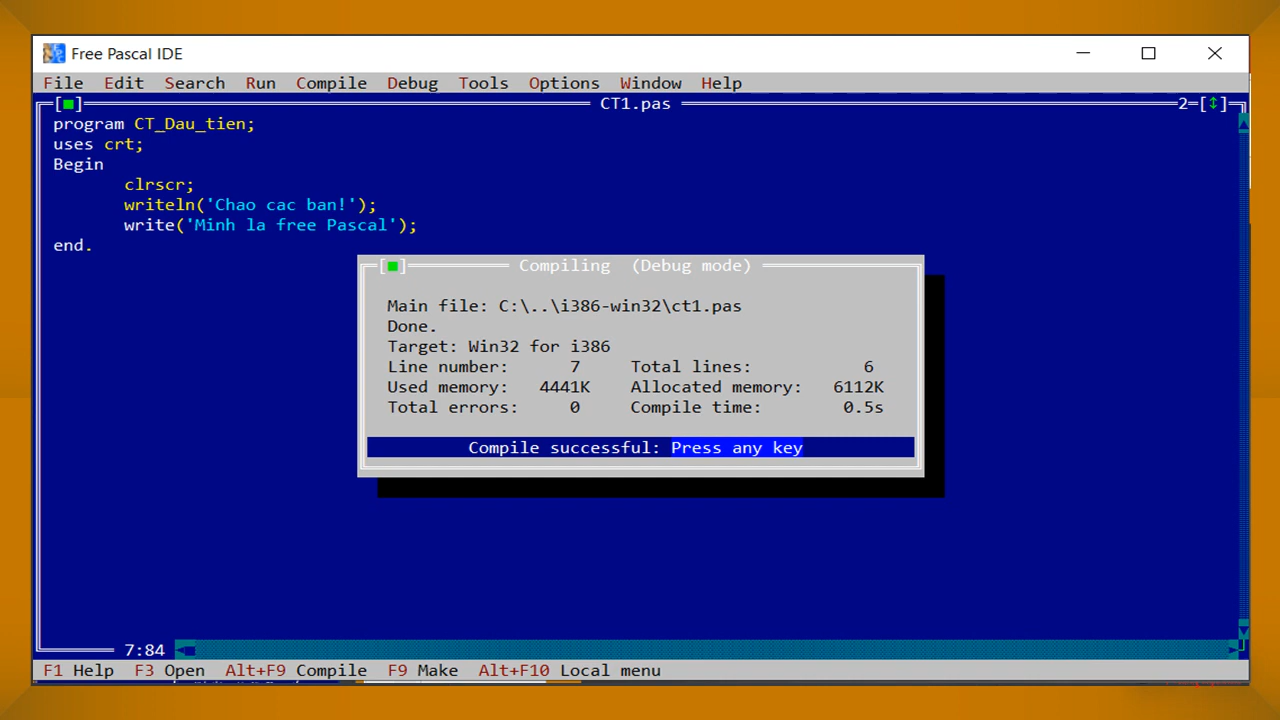 Free Pascal IDE
File Edit Search Run Compile Debug Tools Options Window Help
[■] CT1.pas 2=[↕]
program CT_Dau_tien;
uses crt;
Begin
clrscr;
writeln('Chao cac ban!');
write('Minh la free Pascal');
end.
[■] Compiling (Debug mode)
Main file: C:\..\i386-win32\ct1.pas
Done.
Target: Win32 for i386
Line number: 7 Total lines: 6
Used memory: 4441K Allocated memory: 6112K
Total errors: 0 Compile time: 0.5s
Compile successful: Press any key
7:84
F1 Help F3 Open Alt+F9 Compile F9 Make Alt+F10 Local menu